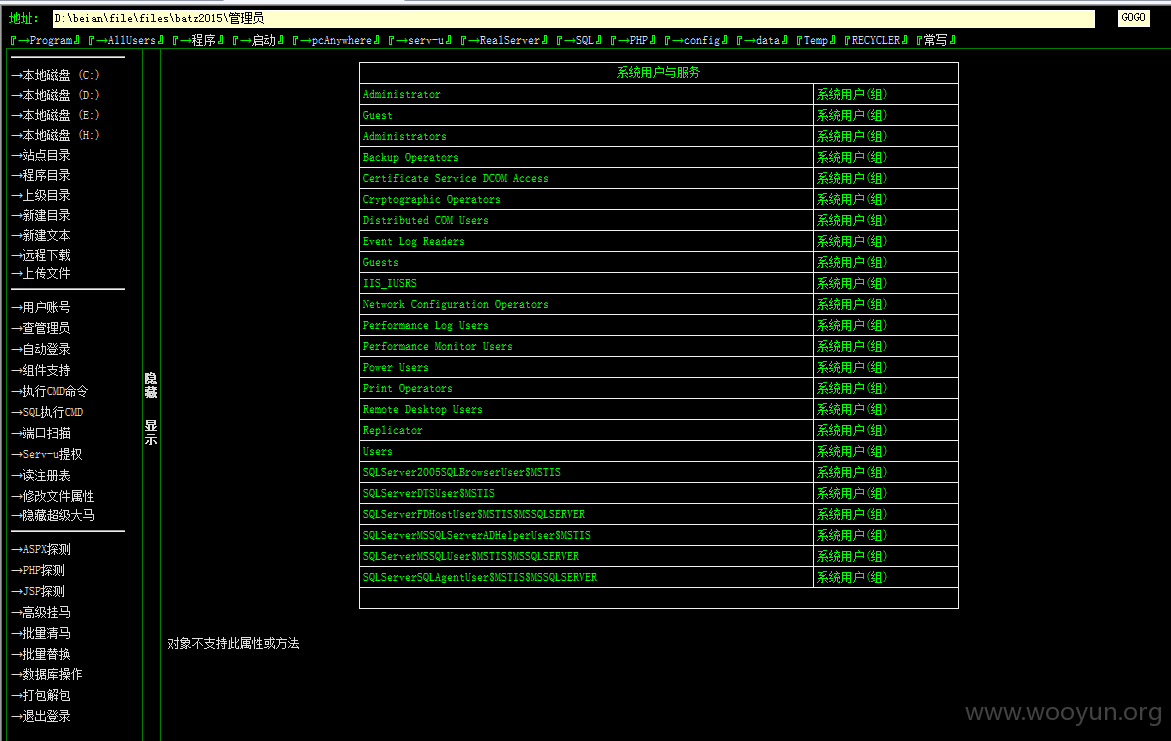 地址： D:\beian\file\files\batz2015\管理员 GOGO
『→Program』『→AllUsers』『→程序』『→启动』『→pcAnywhere』『→serv-u』『→RealServer』『→SQL』『→PHP』『→config』『→data』『Temp』『RECYCLER』『常写』
→本地磁盘 (C:)
→本地磁盘 (D:)
→本地磁盘 (E:)
→本地磁盘 (H:)
→站点目录
→程序目录
→上级目录
→新建目录
→新建文本
→远程下载
→上传文件
→用户账号
→查管理员
→自动登录
→组件支持
→执行CMD命令
→SQL执行CMD
→端口扫描
→Serv-u提权
→读注册表
→修改文件属性
→隐藏超级大马
→ASPX探测
→PHP探测
→JSP探测
→高级挂马
→批量清马
→批量替换
→数据库操作
→打包解包
→退出登录
隐藏
显示
系统用户与服务
Administrator 系统用户(组)
Guest 系统用户(组)
Administrators 系统用户(组)
Backup Operators 系统用户(组)
Certificate Service DCOM Access 系统用户(组)
Cryptographic Operators 系统用户(组)
Distributed COM Users 系统用户(组)
Event Log Readers 系统用户(组)
Guests 系统用户(组)
IIS_IUSRS 系统用户(组)
Network Configuration Operators 系统用户(组)
Performance Log Users 系统用户(组)
Performance Monitor Users 系统用户(组)
Power Users 系统用户(组)
Print Operators 系统用户(组)
Remote Desktop Users 系统用户(组)
Replicator 系统用户(组)
Users 系统用户(组)
SQLServer2005SQLBrowserUser$MSTIS 系统用户(组)
SQLServerDTSUser$MSTIS 系统用户(组)
SQLServerFDHostUser$MSTIS$MSSQLSERVER 系统用户(组)
SQLServerMSSQLServerADHelperUser$MSTIS 系统用户(组)
SQLServerMSSQLUser$MSTIS$MSSQLSERVER 系统用户(组)
SQLServerSQLAgentUser$MSTIS$MSSQLSERVER 系统用户(组)
对象不支持此属性或方法
www.wooyun.org